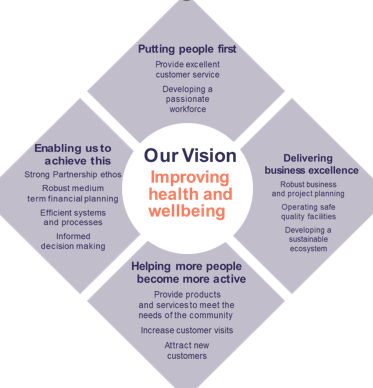 Putting people first
Provide excellent
customer service
Developing a
passionate
workforce
Enabling us to
achieve this
Strong Partnership ethos
Robust medium
term financial planning
Efficient systems
and processes
Informed
decision making
Our Vision
Improving
health and
wellbeing
Delivering
business excellence
Robust business
and project planning
Operating safe
quality facilities
Developing a
sustainable
ecosystem
Helping more people
become more active
Provide products
and services to meet the
needs of the community
Increase customer visits
Attract new
customers